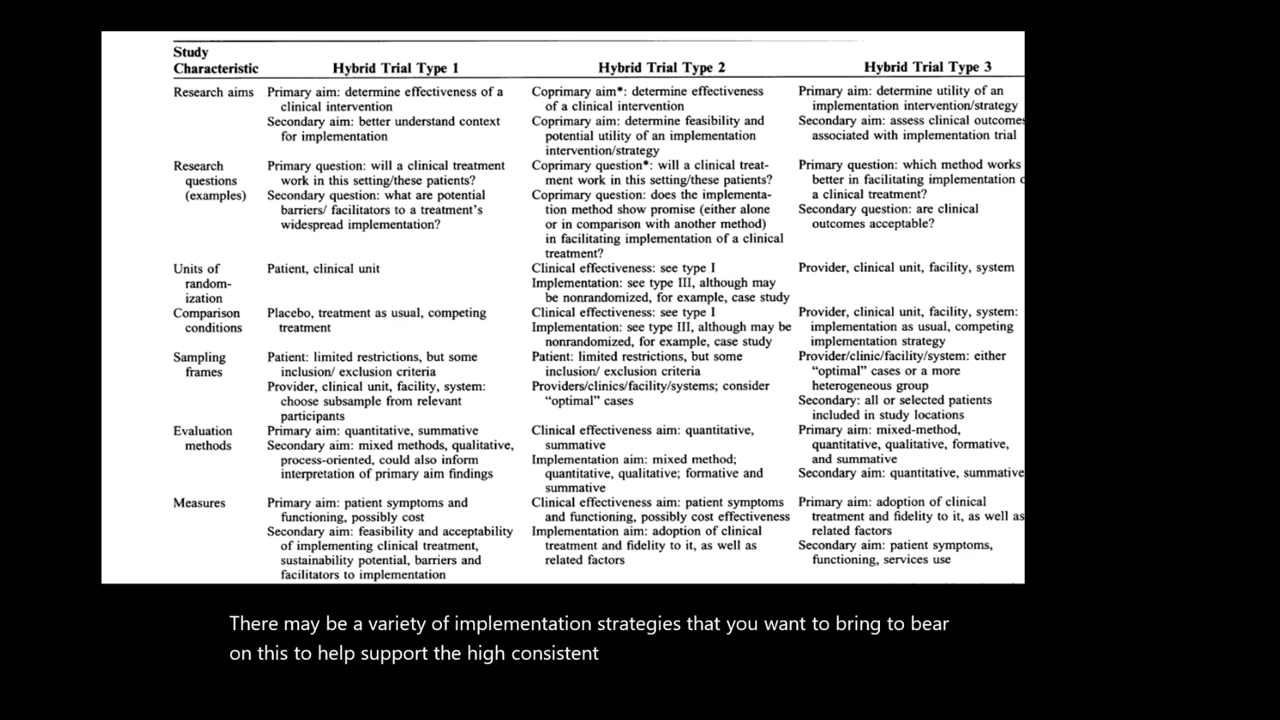 Study
Characteristic
Hybrid Trial Type 1
Hybrid Trial Type 2
Hybrid Trial Type 3
Research aims
Primary aim: determine effectiveness of a
clinical intervention
Secondary aim: better understand context
for implementation
Coprimary aim*: determine effectiveness
of a clinical intervention
Coprimary aim: determine feasibility and
potential utility of an implementation
intervention/strategy
Primary aim: determine utility of an
implementation intervention/strategy
Secondary aim: assess clinical outcomes
associated with implementation trial
Research
questions
(examples)
Primary question: will a clinical treatment
work in this setting/these patients?
Secondary question: what are potential
barriers/ facilitators to a treatment's
widespread implementation?
Coprimary question*: will a clinical treat-
ment work in this setting/these patients?
Coprimary question: does the implementa-
tion method show promise (either alone
or in comparison with another method)
in facilitating implementation of a clinical
treatment?
Primary question: which method works
better in facilitating implementation
a clinical treatment?
Secondary question: are clinical
outcomes acceptable?
Units of
random-
ization
Patient, clinical unit
Clinical effectiveness: see type I
Implementation: see type III, although may
be nonrandomized, for example, case study
Provider, clinical unit, facility, system
Comparison
conditions
Placebo, treatment as usual, competing
treatment
Clinical effectiveness: see type I
Implementation: see type III, although may be
nonrandomized, for example, case study
Provider, clinical unit, facility, system:
implementation as usual, competing
implementation strategy
Sampling
frames
Patient: limited restrictions, but some
inclusion/ exclusion criteria
Provider, clinical unit, facility, system:
choose subsample from relevant
participants
Patient: limited restrictions, but some
inclusion/ exclusion criteria
Providers/clinics/facility/systems; consider
“optimal” cases
Provider/clinic/facility/system: either
“optimal” cases or a more
heterogeneous group
Secondary: all or selected patients
included in study locations
Evaluation
methods
Primary aim: quantitative, summative
Secondary aim: mixed methods, qualitative,
process-oriented, could also inform
interpretation of primary aim findings
Clinical effectiveness aim: quantitative,
summative
Implementation aim: mixed method;
quantitative, qualitative; formative and
summative
Primary aim: mixed-method,
quantitative, qualitative, formative,
and summative
Secondary aim: quantitative, summative
Measures
Primary aim: patient symptoms and
functioning, possibly cost
Secondary aim: feasibility and acceptability
of implementing clinical treatment,
sustainability potential, barriers and
facilitators to implementation
Clinical effectiveness aim: patient symptoms
and functioning, possibly cost effectiveness
Implementation aim: adoption of clinical
treatment and fidelity to it, as well as
related factors
Primary aim: adoption of clinical
treatment and fidelity to it, as well as
related factors
Secondary aim: patient symptoms,
functioning, services use
There may be a variety of implementation strategies that you want to bring to bear
on this to help support the high consistent